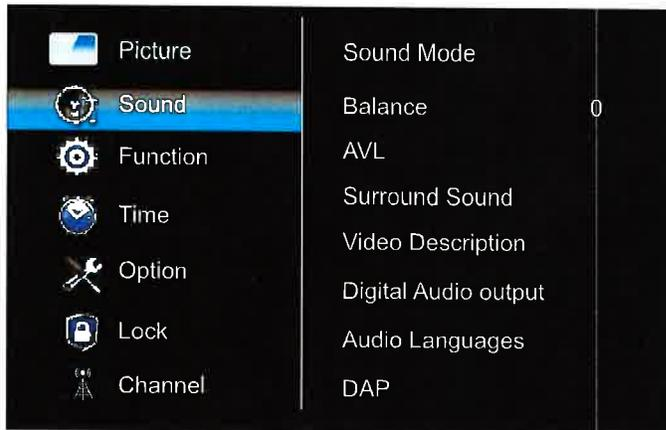 Picture
Sound
Function
Time
Option
Lock
Channel
Sound Mode
Balance 0
AVL
Surround Sound
Video Description
Digital Audio output
Audio Languages
DAP